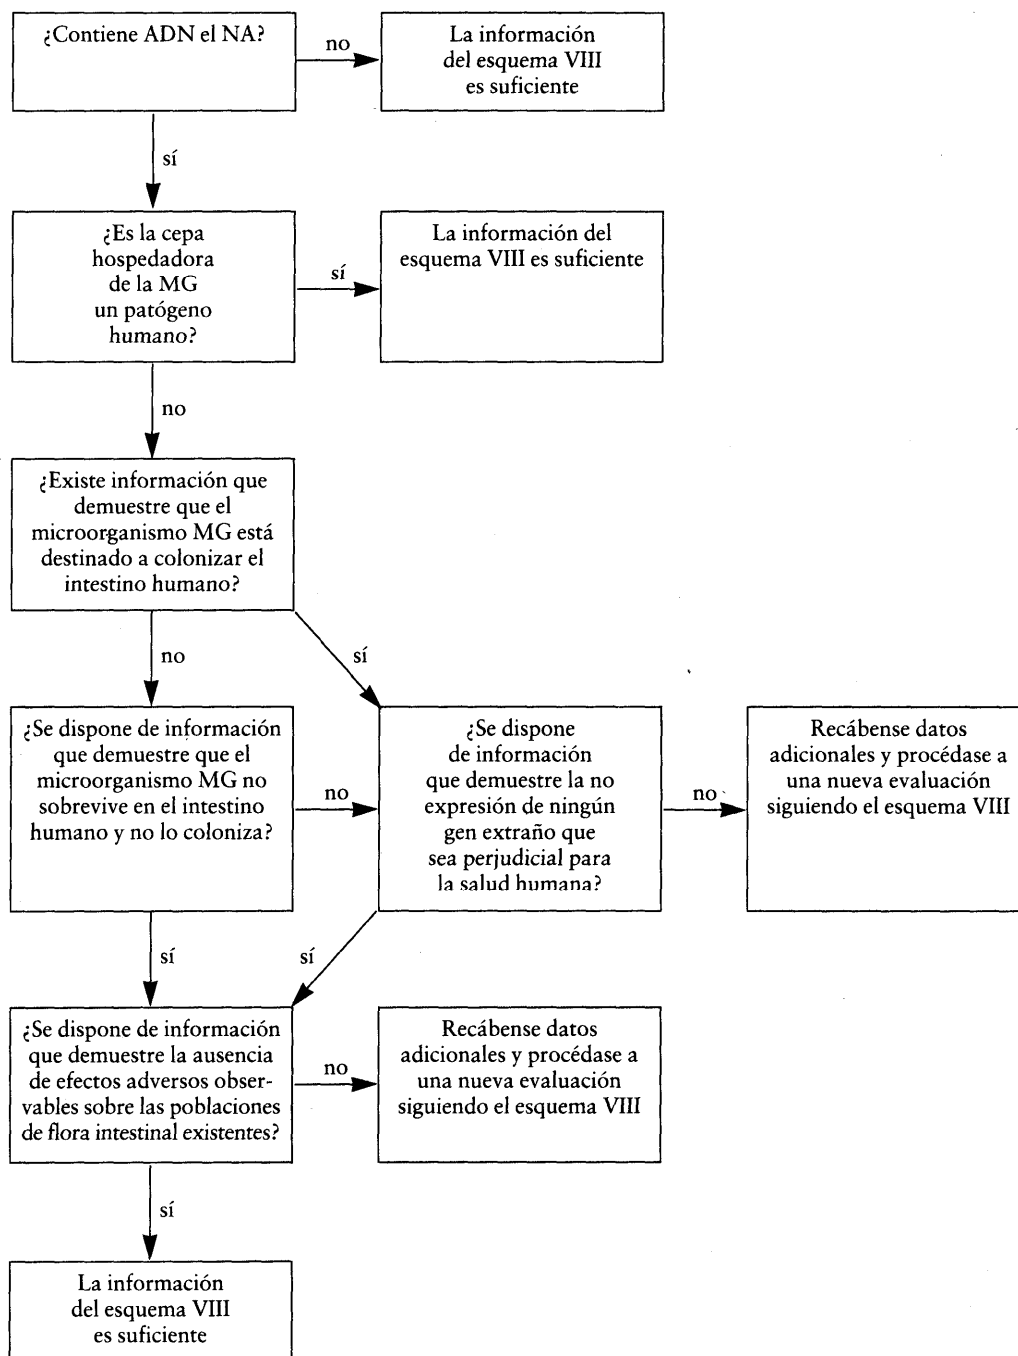 ¿Contiene ADN el NA?
no
La información
del esquema VIII
es suficiente
sí
¿Es la cepa
hospedadora
de la MG
un patógeno
humano?
sí
La información del
esquema VIII es suficiente
no
¿Existe información que
demuestre que el
microorganismo MG está
destinado a colonizar el
intestino humano?
no
sí
¿Se dispone de información
que demuestre que el
microorganismo MG no
sobrevive en el intestino
humano y no lo coloniza?
no
¿Se dispone
de información
que demuestre la no
expresión de ningún
gen extraño que
sea perjudicial para
la salud humana?
no
Recábense datos
adicionales y procédase a
una nueva evaluación
siguiendo el esquema VIII
sí
sí
¿Se dispone de información
que demuestre la ausencia
de efectos adversos obser-
vables sobre las poblaciones
de flora intestinal existentes?
no
Recábense datos
adicionales y procédase a
una nueva evaluación
siguiendo el esquema VIII
sí
La información
del esquema VIII
es suficiente